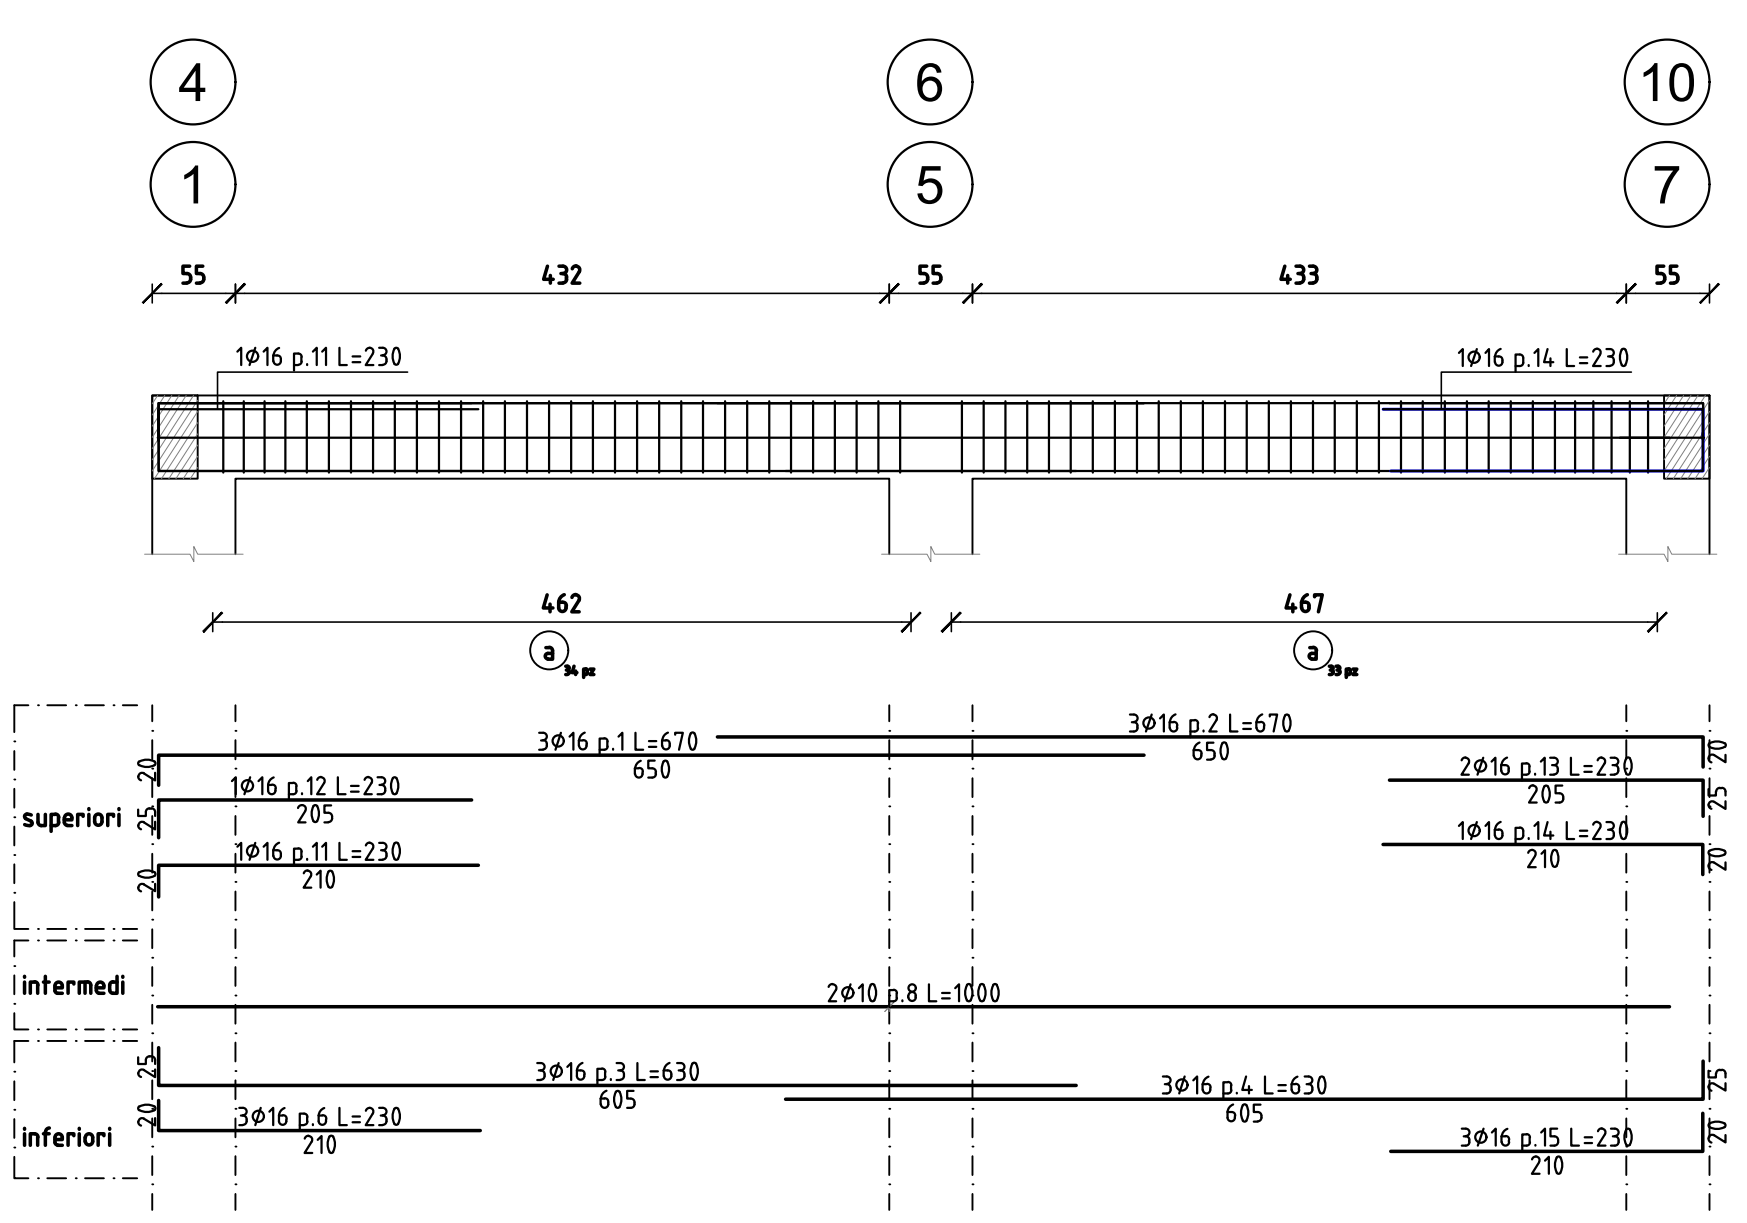 4 6 10
1 5 7
55 432 55 433 55
1Ø16 p.11 L=230
1Ø16 p.14 L=230
462 467
a 34 pz
a 33 pz
superiori
3Ø16 p.2 L=670
650
20
3Ø16 p.1 L=670
650
20
2Ø16 p.13 L=230
205
25
1Ø16 p.12 L=230
205
25
1Ø16 p.14 L=230
210
20
1Ø16 p.11 L=230
210
20
intermedi
2Ø10 p.8 L=1000
inferiori
25
3Ø16 p.3 L=630
605
3Ø16 p.4 L=630
605
25
20
3Ø16 p.6 L=230
210
3Ø16 p.15 L=230
210
20